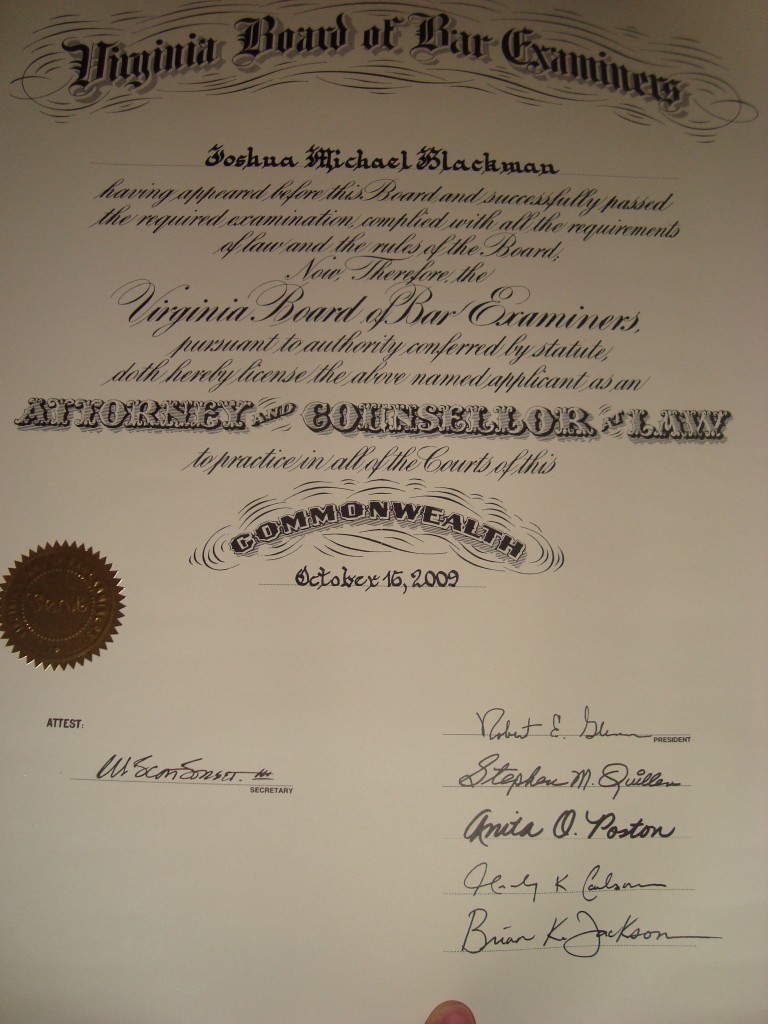 Virginia Board of Bar Examiners
Joshua Michael Blackman
having appeared before this Board and successfully passed
the required examination, complied with all the requirements
of law and the rules of the Board,
Now, Therefore, the
Virginia Board of Bar Examiners,
pursuant to authority conferred by statute,
doth hereby license the above named applicant as an
ATTORNEY AND COUNSELLOR AT LAW
to practice in all of the Courts of this
COMMONWEALTH
October 15, 2009
Seal
ATTEST:
SECRETARY
Robert E.
PRESIDENT
Stephen M. Quillen
Anita O. Poston
K
Brian K. Jackson